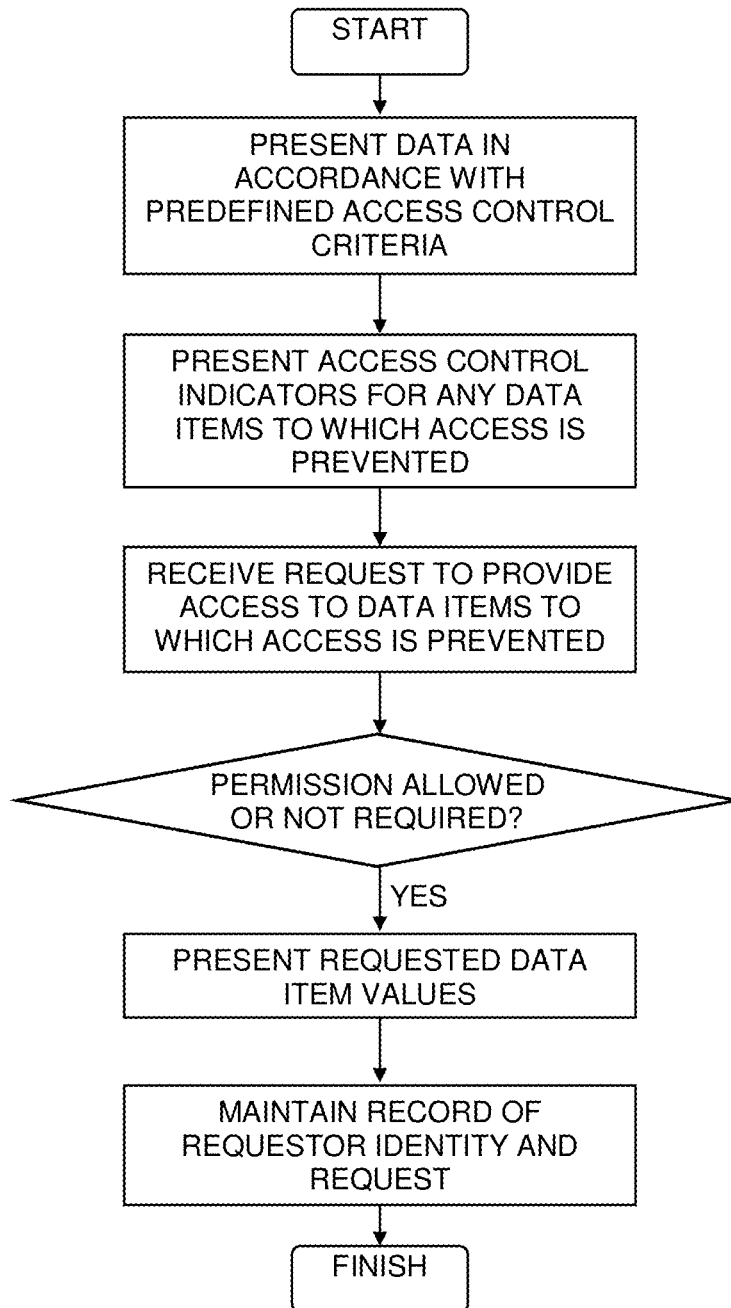 START
PRESENT DATA IN
ACCORDANCE WITH
PREDEFINED ACCESS CONTROL
CRITERIA
PRESENT ACCESS CONTROL
INDICATORS FOR ANY DATA
ITEMS TO WHICH ACCESS IS
PREVENTED
RECEIVE REQUEST TO PROVIDE
ACCESS TO DATA ITEMS TO
WHICH ACCESS IS PREVENTED
PERMISSION ALLOWED
OR NOT REQUIRED?
YES
PRESENT REQUESTED DATA
ITEM VALUES
MAINTAIN RECORD OF
REQUESTOR IDENTITY AND
REQUEST
FINISH